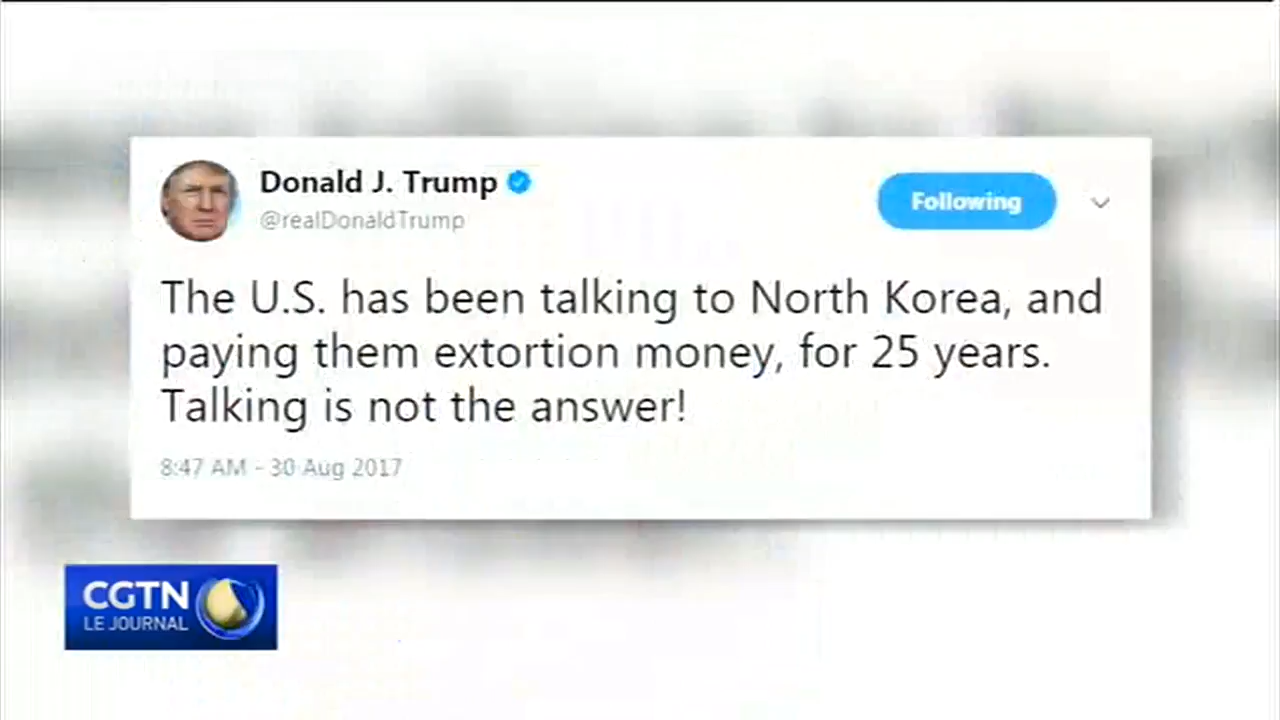 Donald J. Trump
@realDonaldTrump
Following
The U.S. has been talking to North Korea, and
paying them extortion money, for 25 years.
Talking is not the answer!
8:47 AM - 30 Aug 2017
CGTN
LE JOURNAL